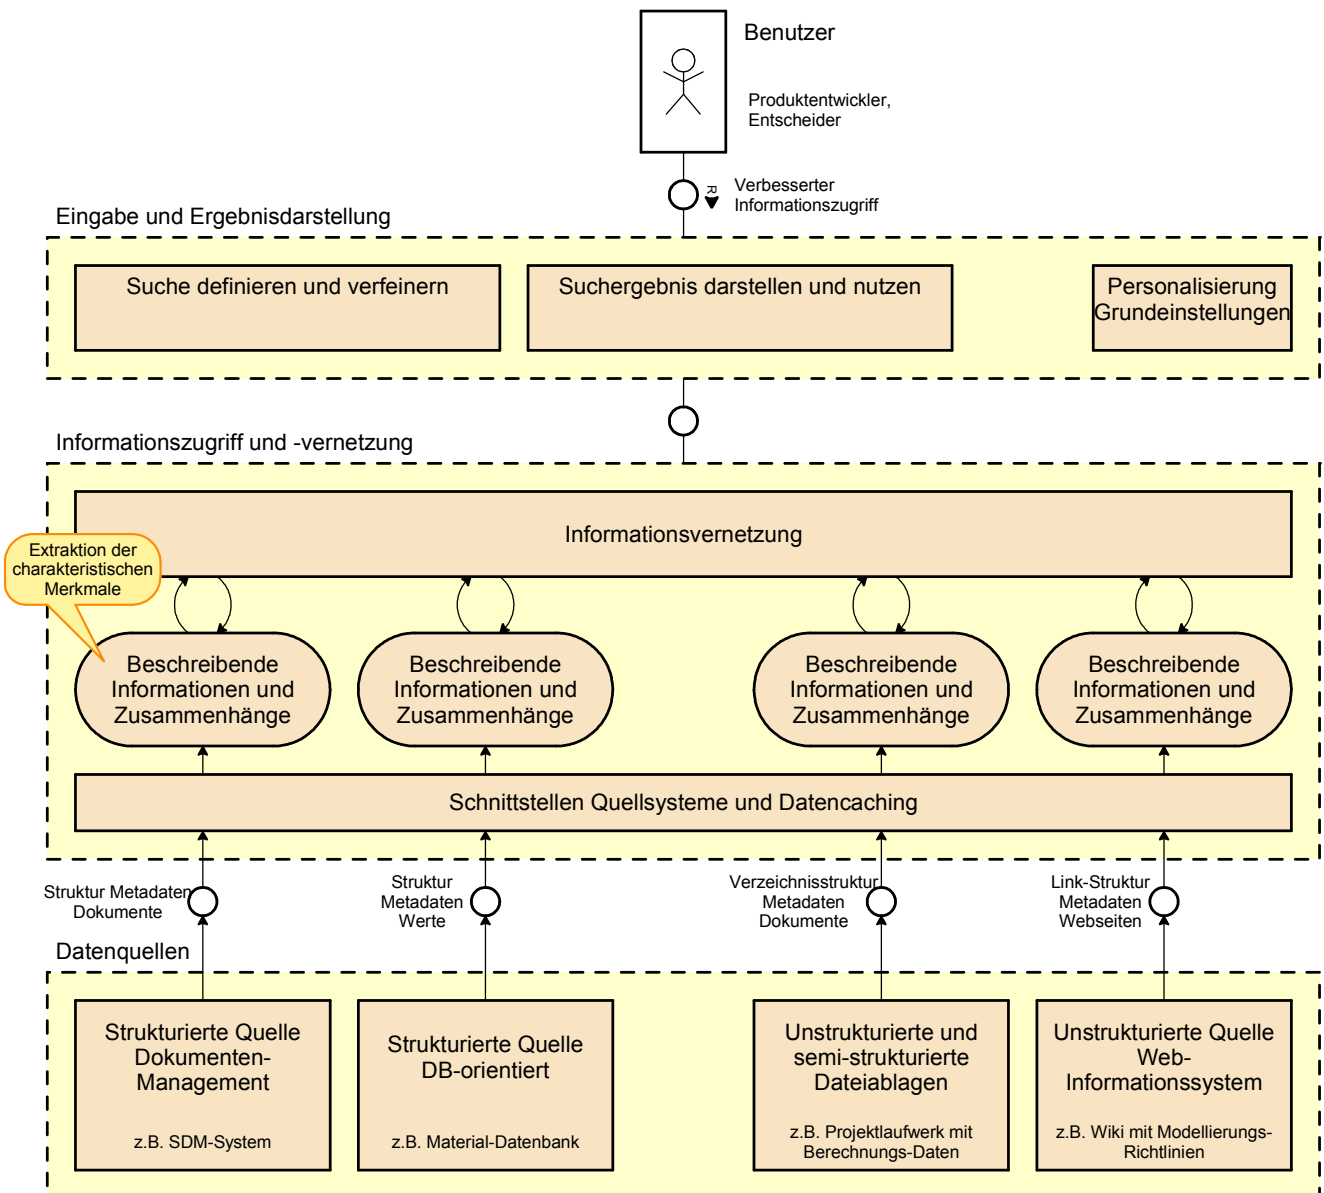 Benutzer
Produktentwickler,
Entscheider
R
Verbesserter
Informationszugriff
Eingabe und Ergebnisdarstellung
Suche definieren und verfeinern
Suchergebnis darstellen und nutzen
Personalisierung
Grundeinstellungen
Informationszugriff und -vernetzung
Informationsvernetzung
Extraktion der
charakteristischen
Merkmale
Beschreibende
Informationen und
Zusammenhänge
Beschreibende
Informationen und
Zusammenhänge
Beschreibende
Informationen und
Zusammenhänge
Beschreibende
Informationen und
Zusammenhänge
Schnittstellen Quellsysteme und Datencaching
Struktur Metadaten
Dokumente
Struktur
Metadaten
Werte
Verzeichnisstruktur
Metadaten
Dokumente
Link-Struktur
Metadaten
Webseiten
Datenquellen
Strukturierte Quelle
Dokumenten-
Management
z.B. SDM-System
Strukturierte Quelle
DB-orientiert
z.B. Material-Datenbank
Unstrukturierte und
semi-strukturierte
Dateiablagen
z.B. Projektlaufwerk mit
Berechnungs-Daten
Unstrukturierte Quelle
Web-
Informationssystem
z.B. Wiki mit Modellierungs-
Richtlinien